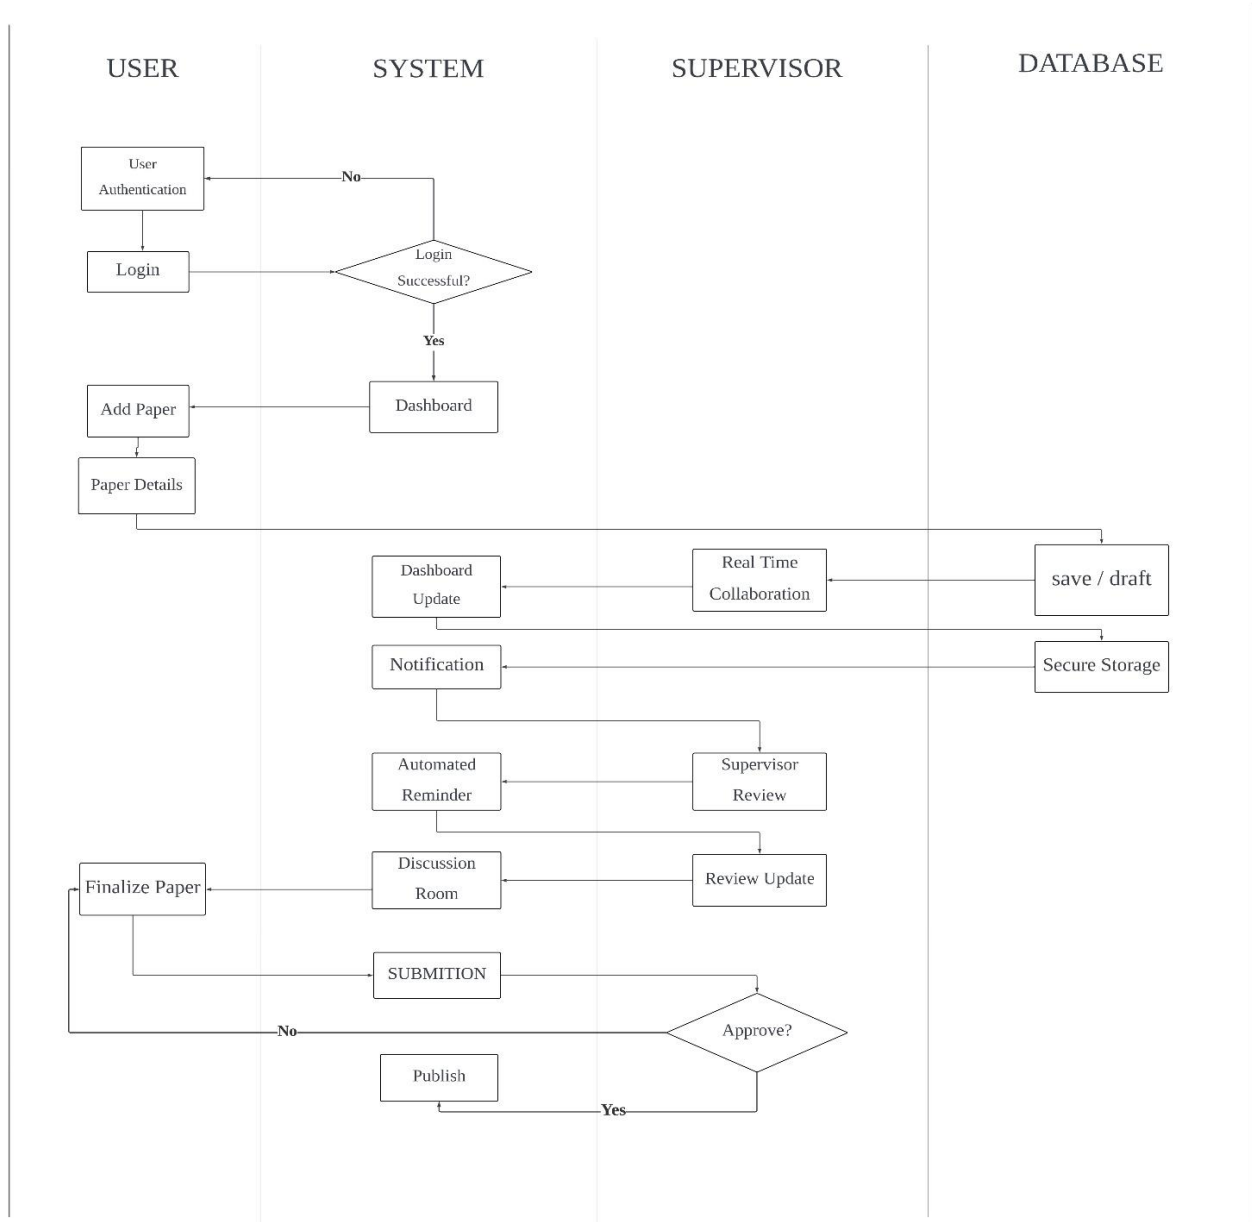 USER
SYSTEM
SUPERVISOR
DATABASE
User
Authentication
No
Login
Login
Successful?
Yes
Add Paper
Dashboard
Paper Details
Dashboard
Update
Real Time
Collaboration
save / draft
Notification
Secure Storage
Automated
Reminder
Supervisor
Review
Finalize Paper
Discussion
Room
Review Update
SUBMITION
No
Approve?
Publish
Yes